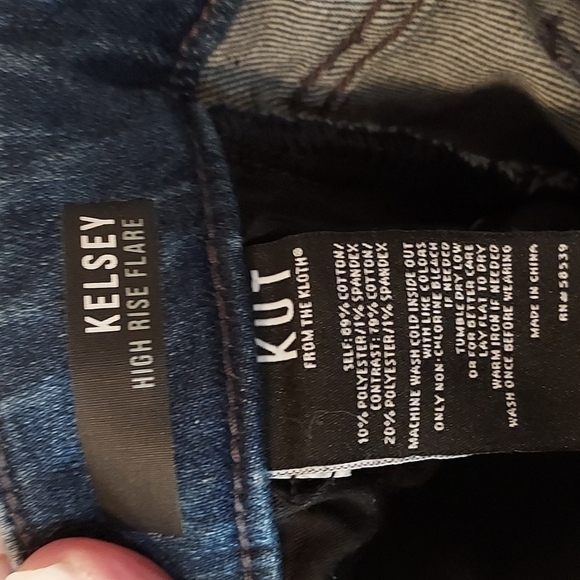 KELSEY
HIGH RISE FLARE
KUT
FROM THE KLOTH®
SELF: 89% COTTON/
10% POLYESTER/1% SPANDEX
CONTRAST: 79% COTTON/
20% POLYESTER/1% SPANDEX
MACHINE WASH COLD INSIDE OUT
WITH LIKE COLORS
ONLY NON-CHLORINE BLEACH
IF NEEDED
TUMBLE DRY LOW
OR FOR BETTER CARE
LAY FLAT TO DRY
WARM IRON IF NEEDED
WASH ONCE BEFORE WEARING
MADE IN CHINA
RN# 58539